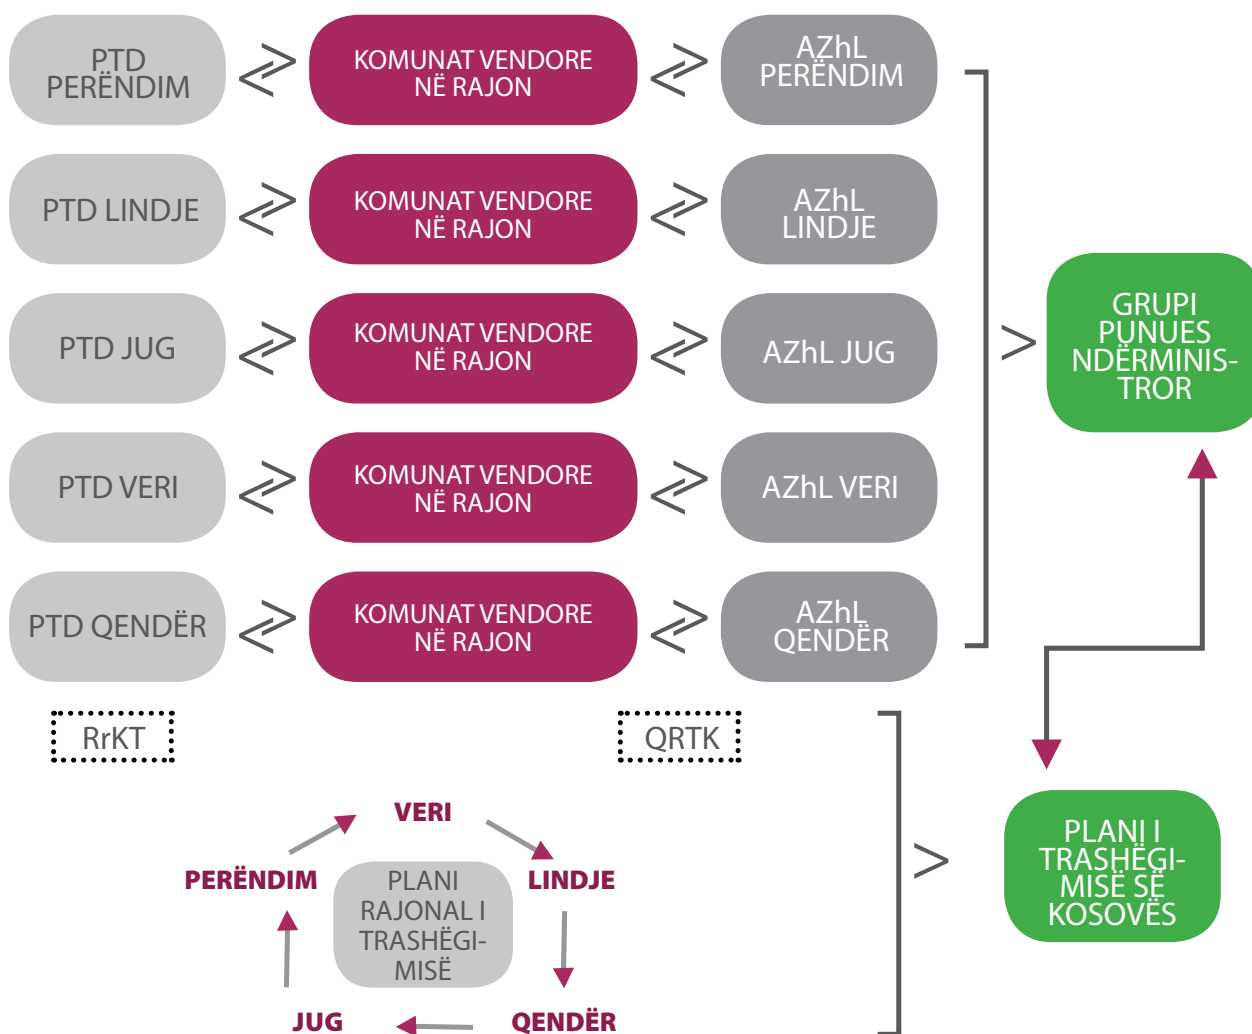 PTD
PERËNDIM
KOMUNAT VENDORE
NË RAJON
AZhL
PERËNDIM
PTD LINDJE
KOMUNAT VENDORE
NË RAJON
AZhL
LINDJE
PTD JUG
KOMUNAT VENDORE
NË RAJON
AZhL JUG
PTD VERI
KOMUNAT VENDORE
NË RAJON
AZhL VERI
PTD QENDËR
KOMUNAT VENDORE
NË RAJON
AZhL
QENDËR
GRUPI
PUNUES
NDËRMINIS-
TROR
RrKT
QRTK
VERI
PERËNDIM
LINDJE
PLANI
RAJONAL I
TRASHËGI-
MISË
JUG
QENDËR
PLANI I
TRASHËGI-
MISË SË
KOSOVËS